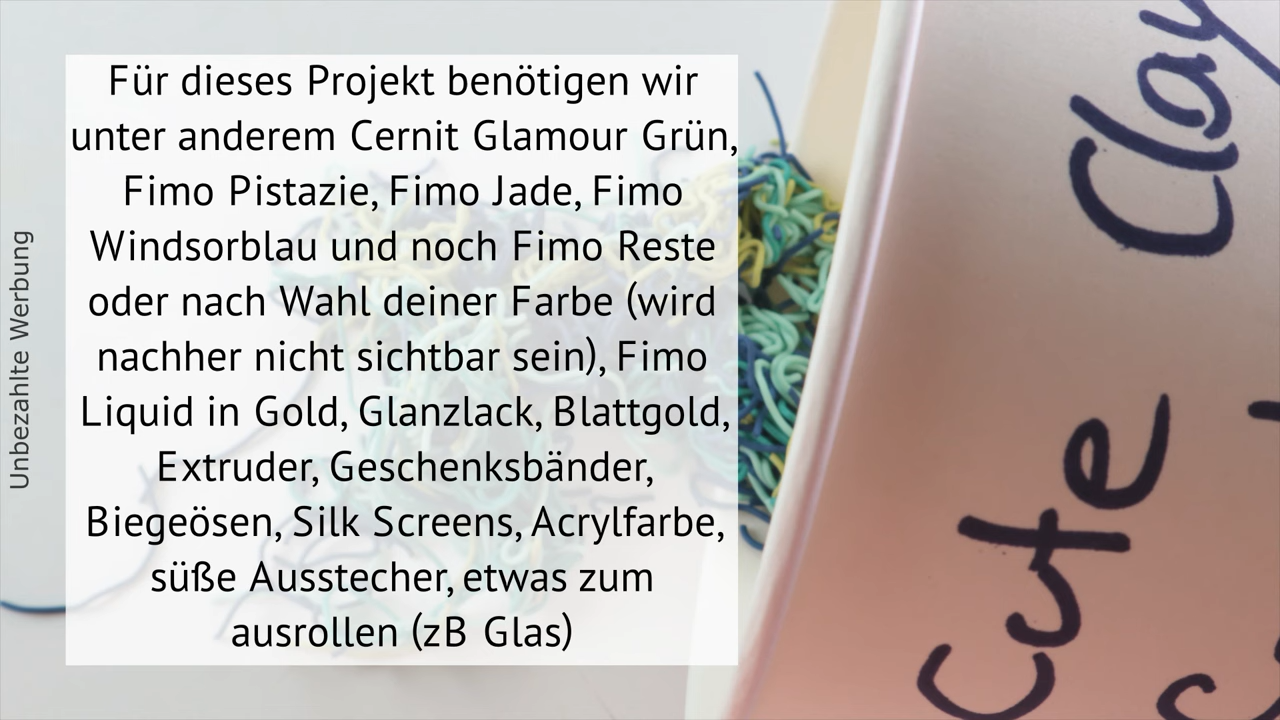 Unbezahlte Werbung
Für dieses Projekt benötigen wir
unter anderem Cernit Glamour Grün,
Fimo Pistazie, Fimo Jade, Fimo
Windsorblau und noch Fimo Reste
oder nach Wahl deiner Farbe (wird
nachher nicht sichtbar sein), Fimo
Liquid in Gold, Glanzlack, Blattgold,
Extruder, Geschenksbänder,
Biegeösen, Silk Screens, Acrylfarbe,
süße Ausstecher, etwas zum
ausrollen (zB Glas)
Cute Clay